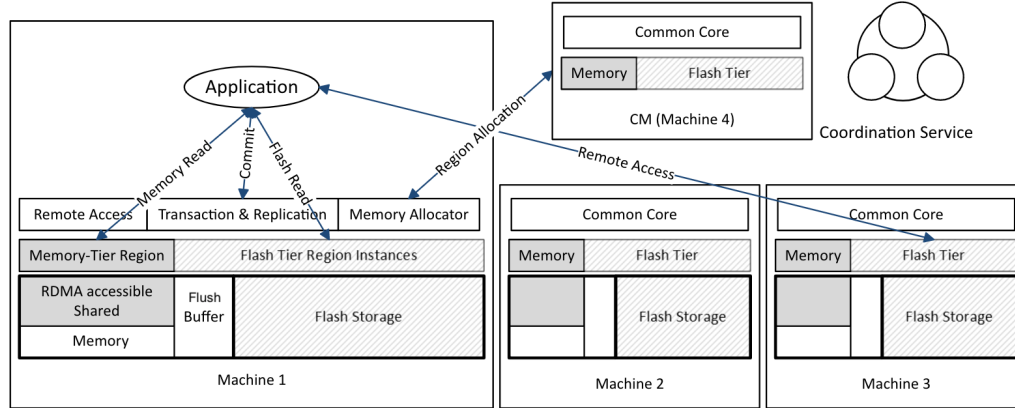 Common Core
Memory
Flash Tier
CM (Machine 4)
Coordination Service
Application
Memory Read
Commit
Flash Read
Region Allocation
Remote Access
Remote Access
Transaction & Replication
Memory Allocator
Memory-Tier Region
Flash Tier Region Instances
RDMA accessible
Shared
Memory
Flush
Buffer
Flash Storage
Machine 1
Common Core
Memory
Flash Tier
Flash Storage
Machine 2
Common Core
Memory
Flash Tier
Flash Storage
Machine 3